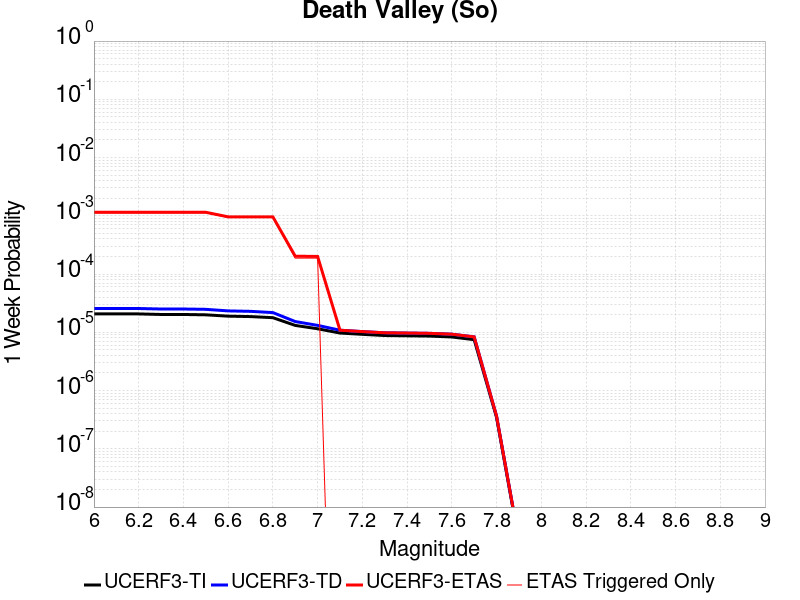 Death Valley (So)
10^0
10^-1
10^-2
10^-3
10^-4
10^-5
10^-6
10^-7
10^-8
1 Week Probability
6 6.2 6.4 6.6 6.8 7 7.2 7.4 7.6 7.8 8 8.2 8.4 8.6 8.8 9
Magnitude
UCERF3-TI UCERF3-TD UCERF3-ETAS ETAS Triggered Only